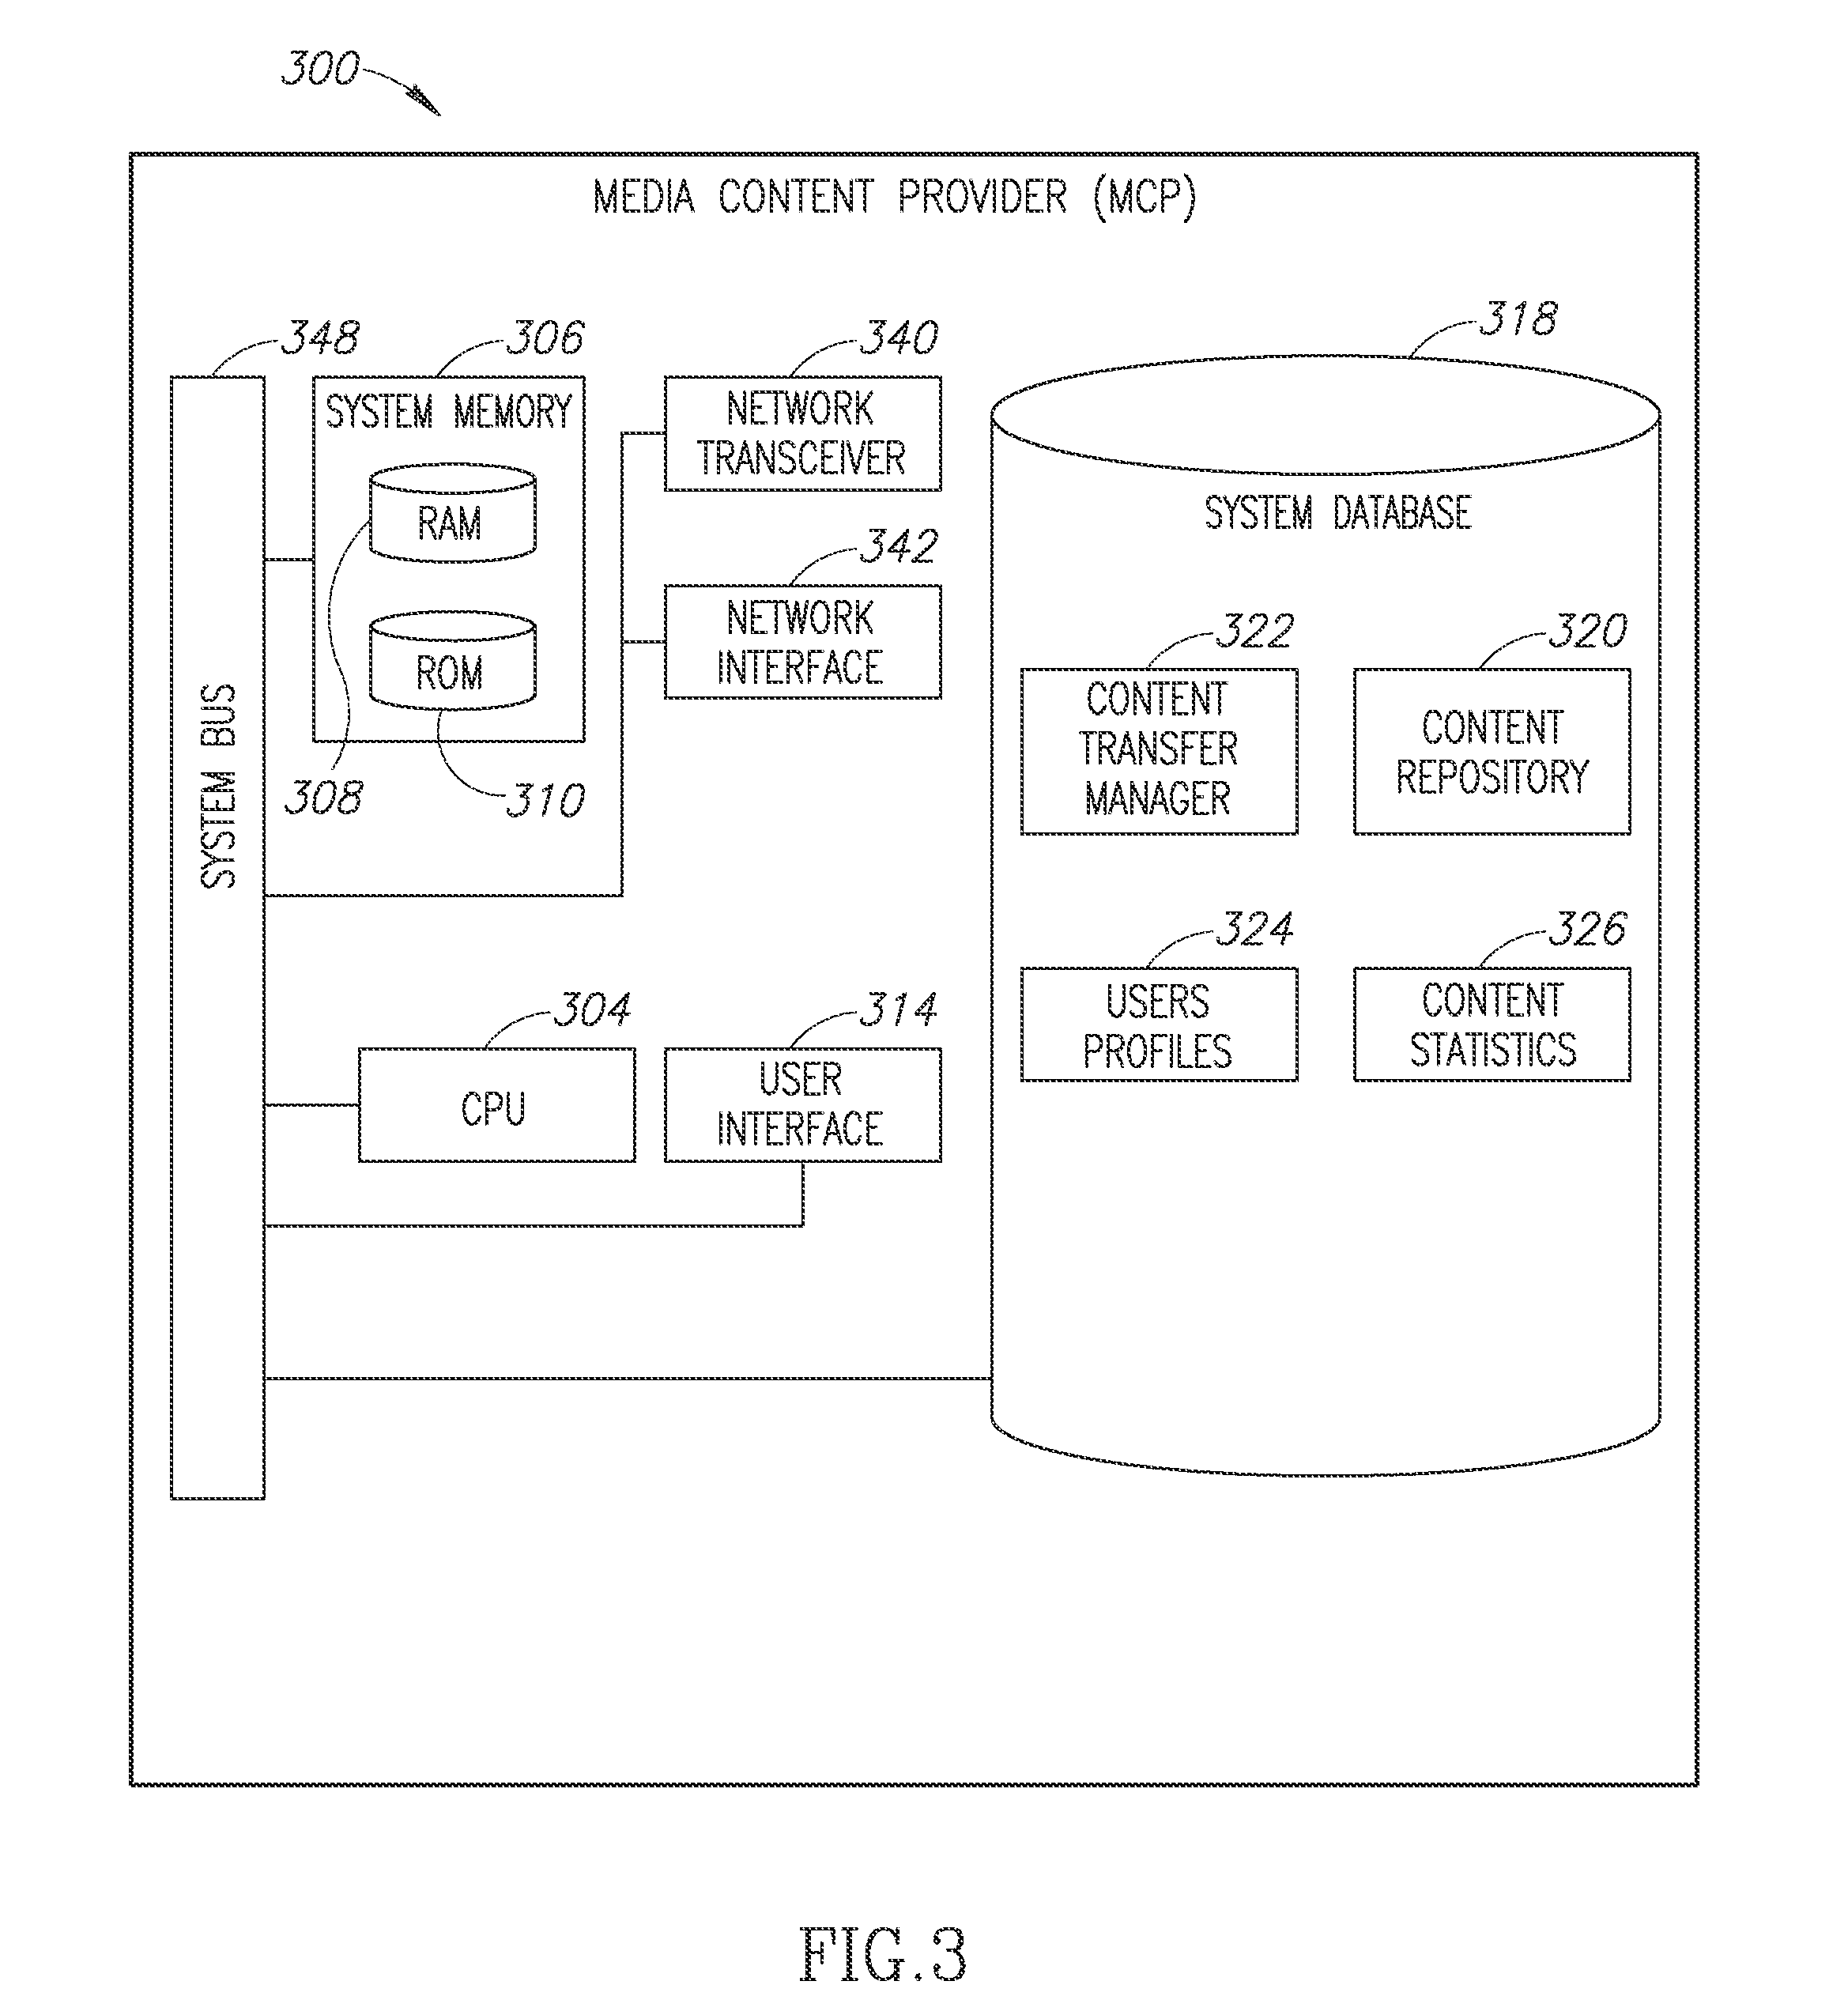 300
MEDIA CONTENT PROVIDER (MCP)
348
306
340
318
SYSTEM MEMORY
NETWORK
TRANSCEIVER
RAM
SYSTEM DATABASE
342
NETWORK
INTERFACE
ROM
322
320
CONTENT
TRANSFER
MANAGER
CONTENT
REPOSITORY
SYSTEM BUS
308
310
324
326
USERS
PROFILES
CONTENT
STATISTICS
304
314
CPU
USER
INTERFACE
FIG.3